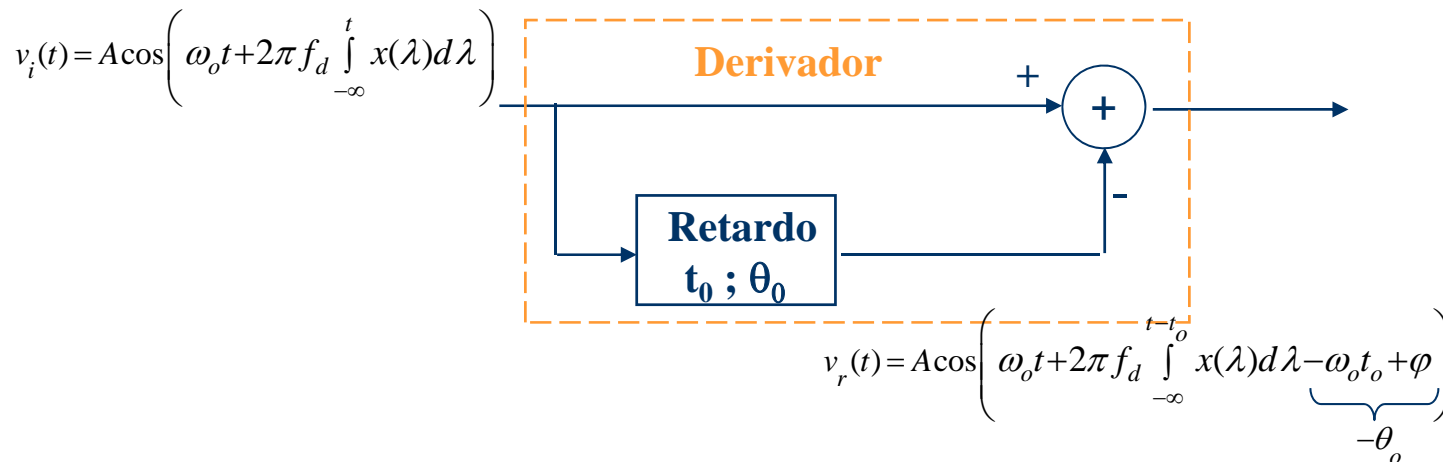 v_i(t) = A cos( ω_o t + 2π f_d ∫_{-∞}^{t} x(λ) dλ )
Derivador
+
+
-
Retardo
t_0 ; θ_0
v_r(t) = A cos( ω_o t + 2π f_d ∫_{-∞}^{t-t_o} x(λ) dλ - ω_o t_o + φ )
-θ_o